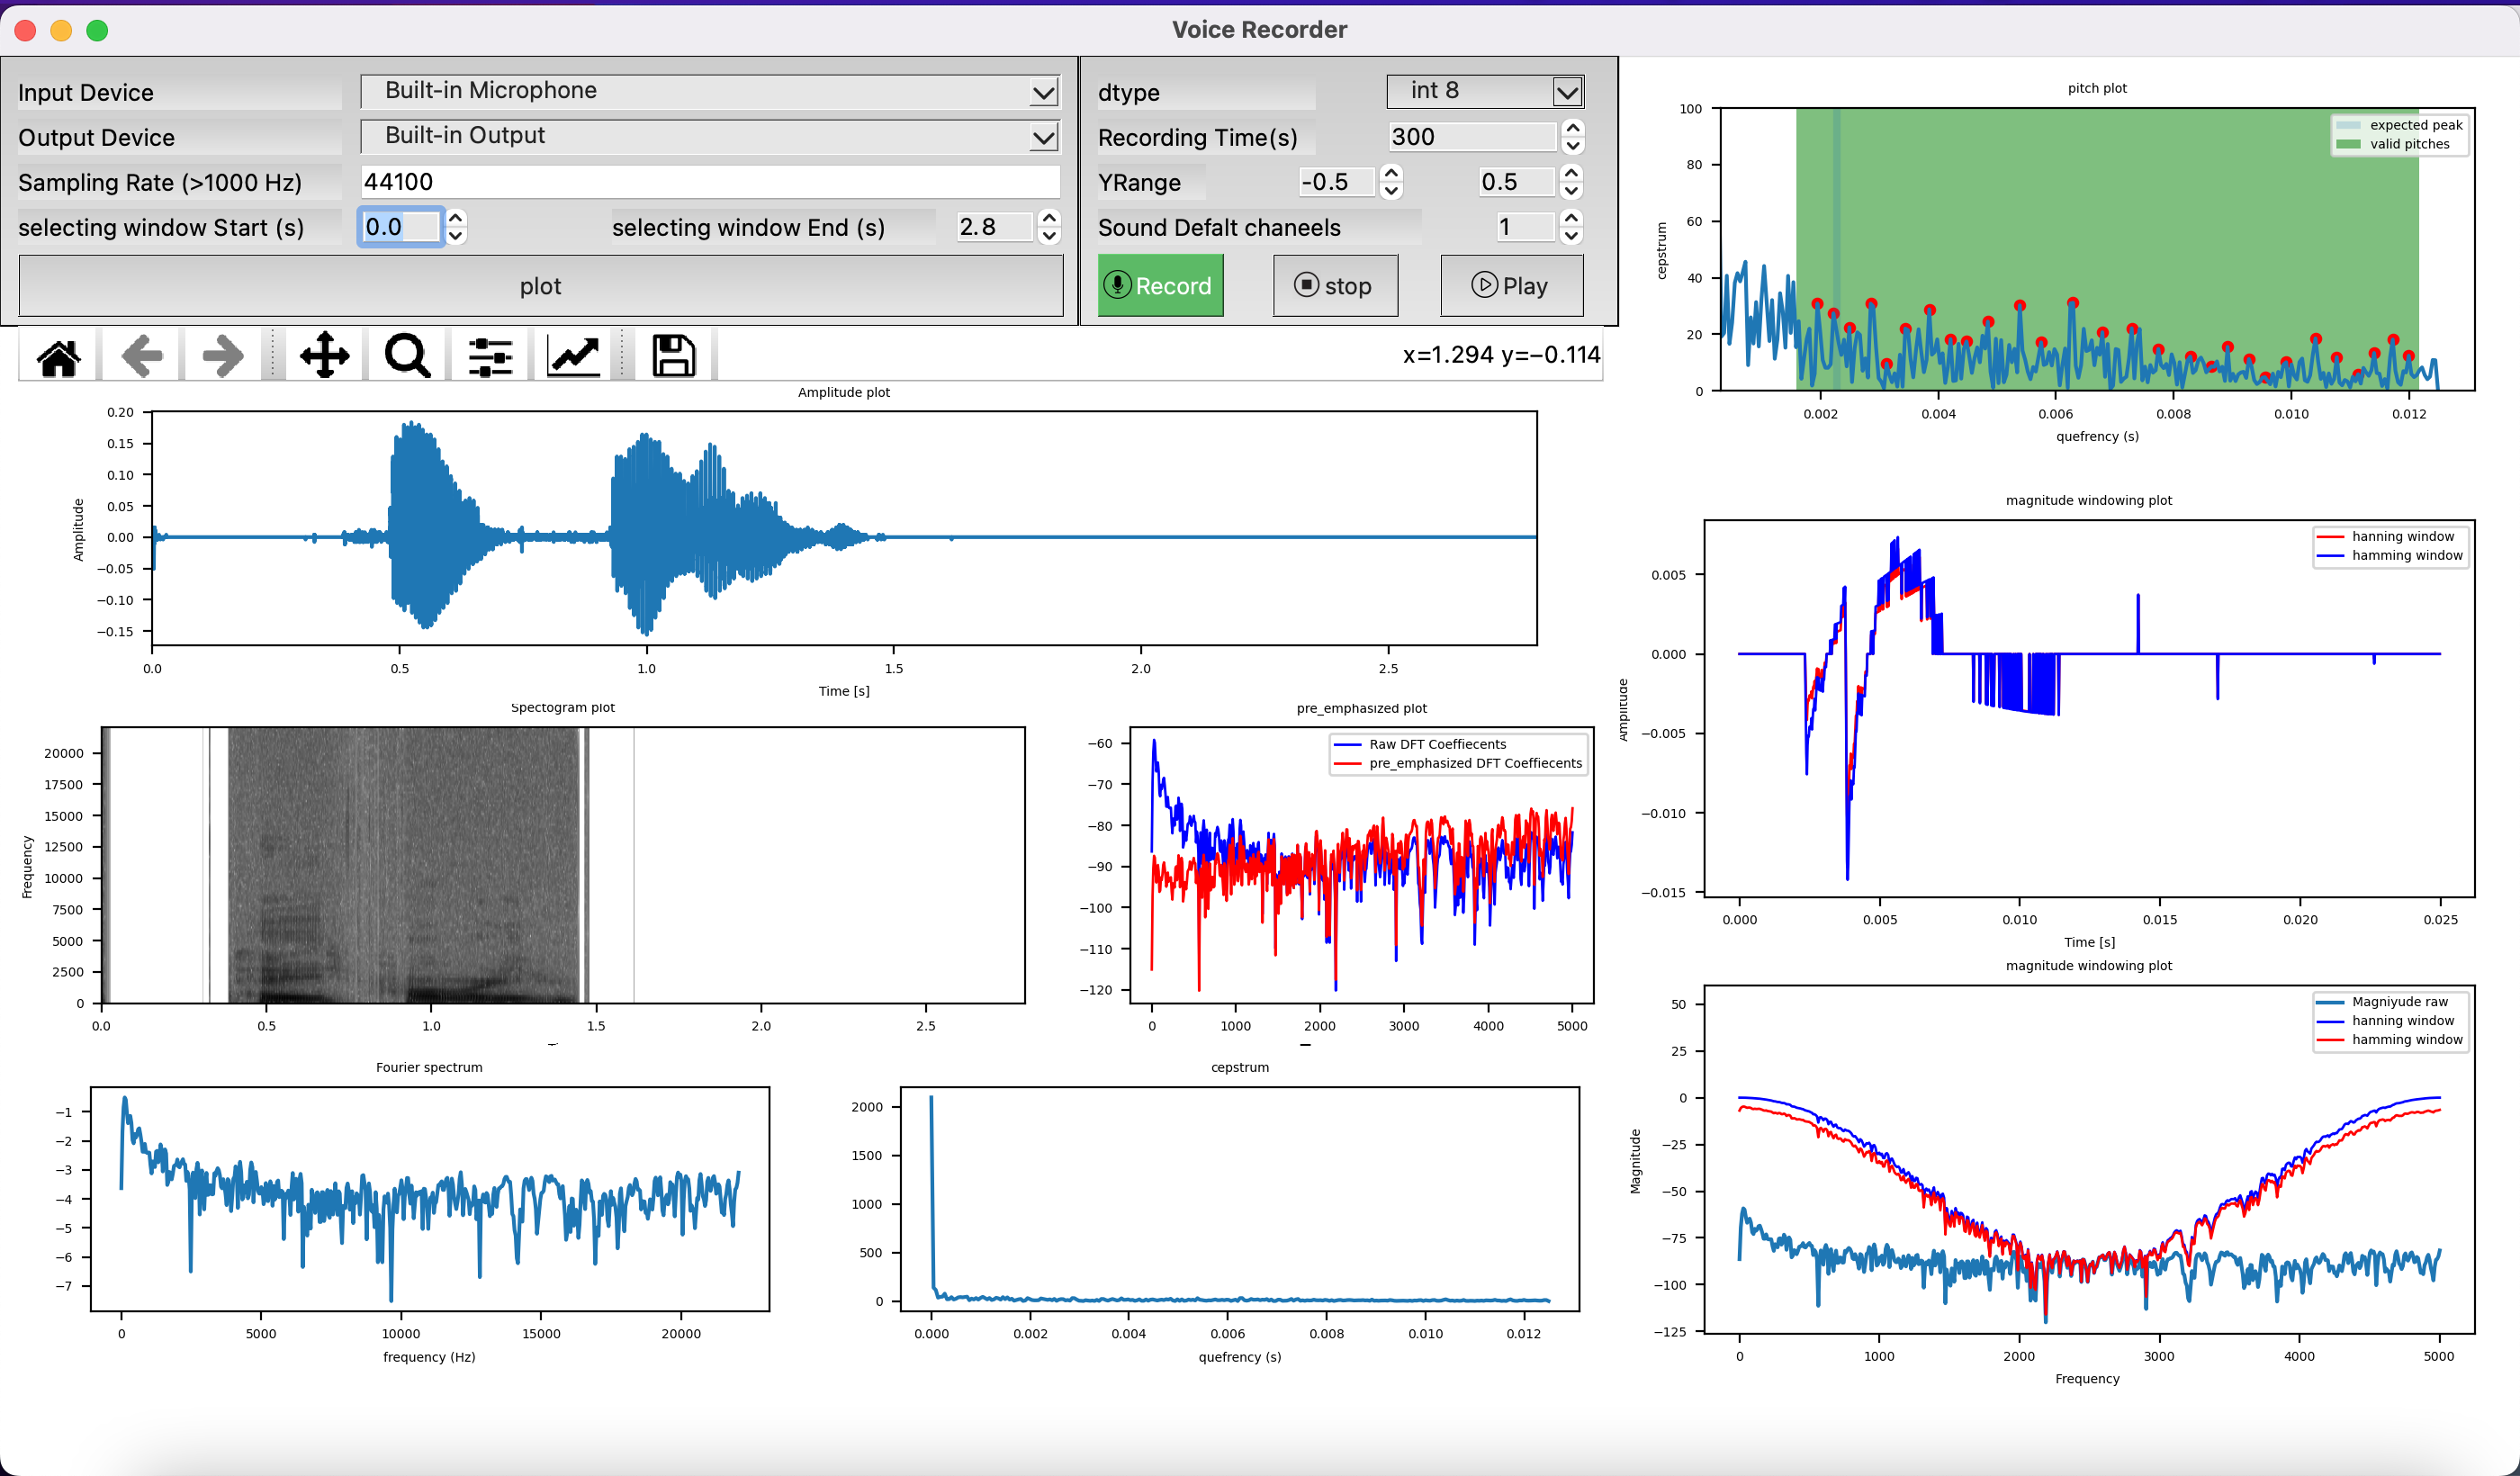 Voice Recorder
Input Device Built-in Microphone
Output Device Built-in Output
Sampling Rate (>1000 Hz) 44100
selecting window Start (s) 0.0 selecting window End (s) 2.8
plot
dtype int 8
Recording Time(s) 300
YRange -0.5 0.5
Sound Defalt chaneels 1
Record stop Play
x=1.294 y=−0.114
pitch plot
expected peak
valid pitches
cepstrum
100
80
60
40
20
0
0.002 0.004 0.006 0.008 0.010 0.012
quefrency (s)
Amplitude plot
Amplitude
0.20
0.15
0.10
0.05
0.00
−0.05
−0.10
−0.15
0.0 0.5 1.0 1.5 2.0 2.5
Time [s]
magnitude windowing plot
hanning window
hamming window
Amplitude
0.005
0.000
−0.005
−0.010
−0.015
0.000 0.005 0.010 0.015 0.020 0.025
Time [s]
Spectogram plot
Frequency
20000
17500
15000
12500
10000
7500
5000
2500
0
0.0 0.5 1.0 1.5 2.0 2.5
pre_emphasized plot
Raw DFT Coeffiecents
pre_emphasized DFT Coeffiecents
−60
−70
−80
−90
−100
−110
−120
0 1000 2000 3000 4000 5000
magnitude windowing plot
Magniyude raw
hanning window
hamming window
Magnitude
50
25
0
−25
−50
−75
−100
−125
0 1000 2000 3000 4000 5000
Frequency
Fourier spectrum
−1
−2
−3
−4
−5
−6
−7
0 5000 10000 15000 20000
frequency (Hz)
cepstrum
2000
1500
1000
500
0
0.000 0.002 0.004 0.006 0.008 0.010 0.012
quefrency (s)